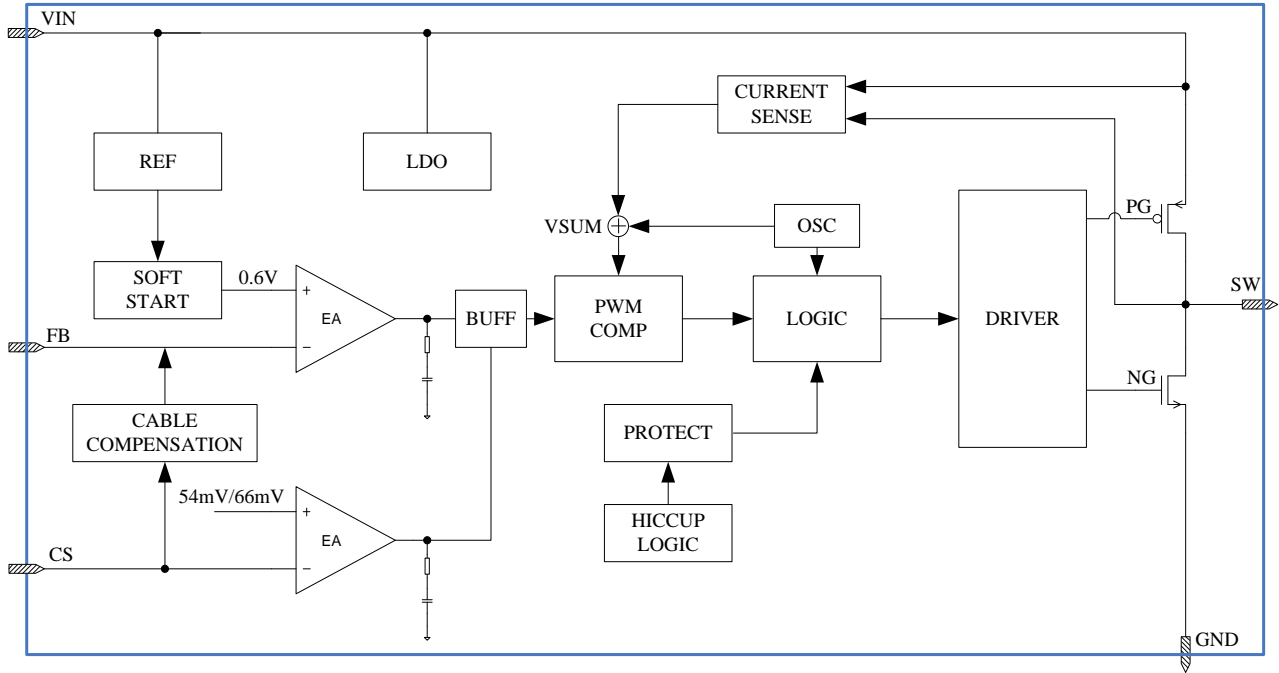 VIN
CURRENT
SENSE
REF
LDO
PG
VSUM
OSC
SOFT
START
0.6V
+
EA
−
BUFF
PWM
COMP
LOGIC
DRIVER
SW
FB
NG
CABLE
COMPENSATION
PROTECT
54mV/66mV
+
EA
−
HICCUP
LOGIC
CS
GND